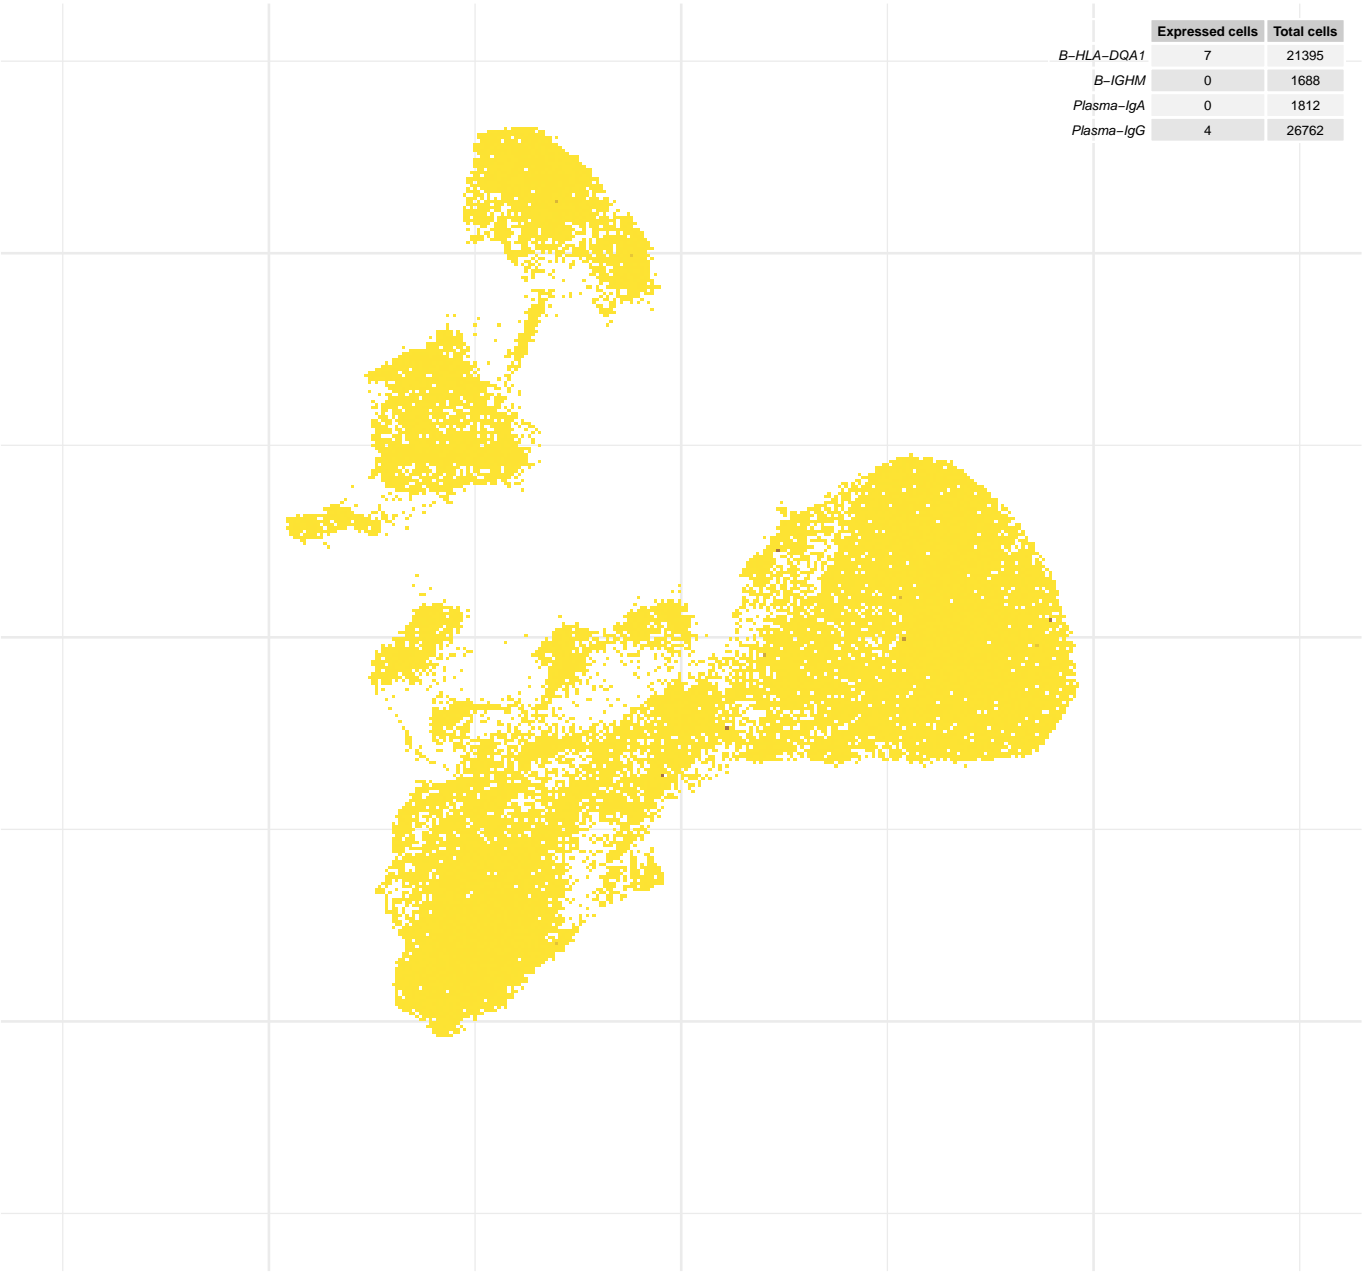 Expressed cells Total cells
B−HLA−DQA1 7 21395
B−IGHM 0 1688
Plasma−IgA 0 1812
Plasma−IgG 4 26762